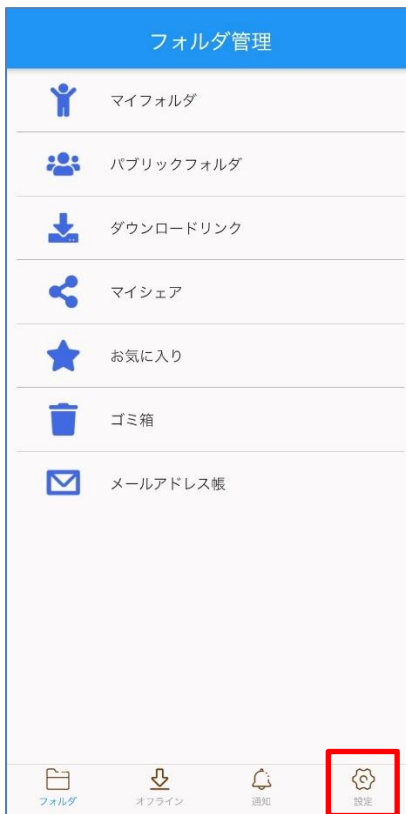 フォルダ管理
マイフォルダ
パブリックフォルダ
ダウンロードリンク
マイシェア
お気に入り
ゴミ箱
メールアドレス帳
フォルダ
オフライン
通知
設定